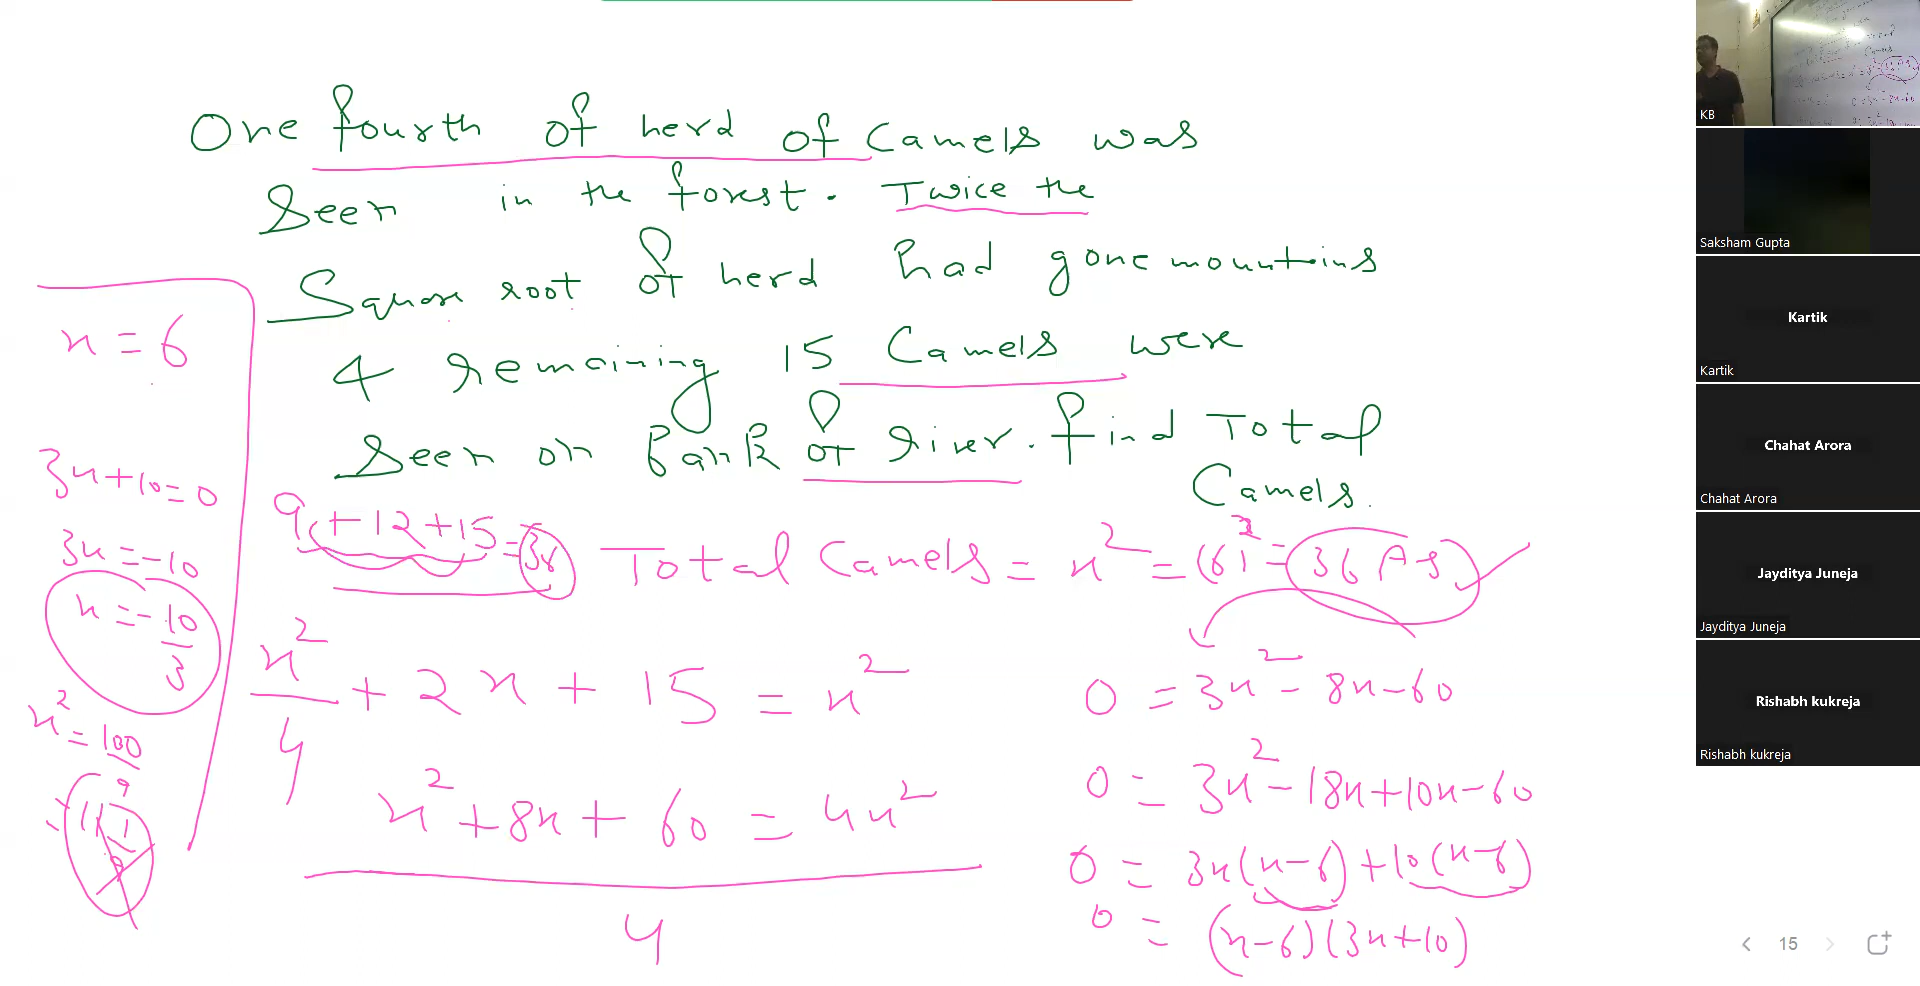 One fourth of herd of Camels was
Seen in the forest. Twice the
Square root of herd had gone mountains
& remaining 15 Camels were
Seen on Bank of River. find Total
Camels.
9 + 12 + 15 = 36
Total Camels = x² = (6)² = 36 Ans
x²/4 + 2x + 15 = x²
x² + 8x + 60 = 4x²
4
0 = 3x² - 8x - 60
0 = 3x² - 18x + 10x - 60
0 = 3x(x-6) + 10(x-6)
0 = (x-6)(3x+10)
x = 6
3x+10=0
3x = -10
x = -10/3
x² = 100/9
KB
Saksham Gupta
Kartik
Kartik
Chahat Arora
Chahat Arora
Jayditya Juneja
Jayditya Juneja
Rishabh kukreja
Rishabh kukreja
15